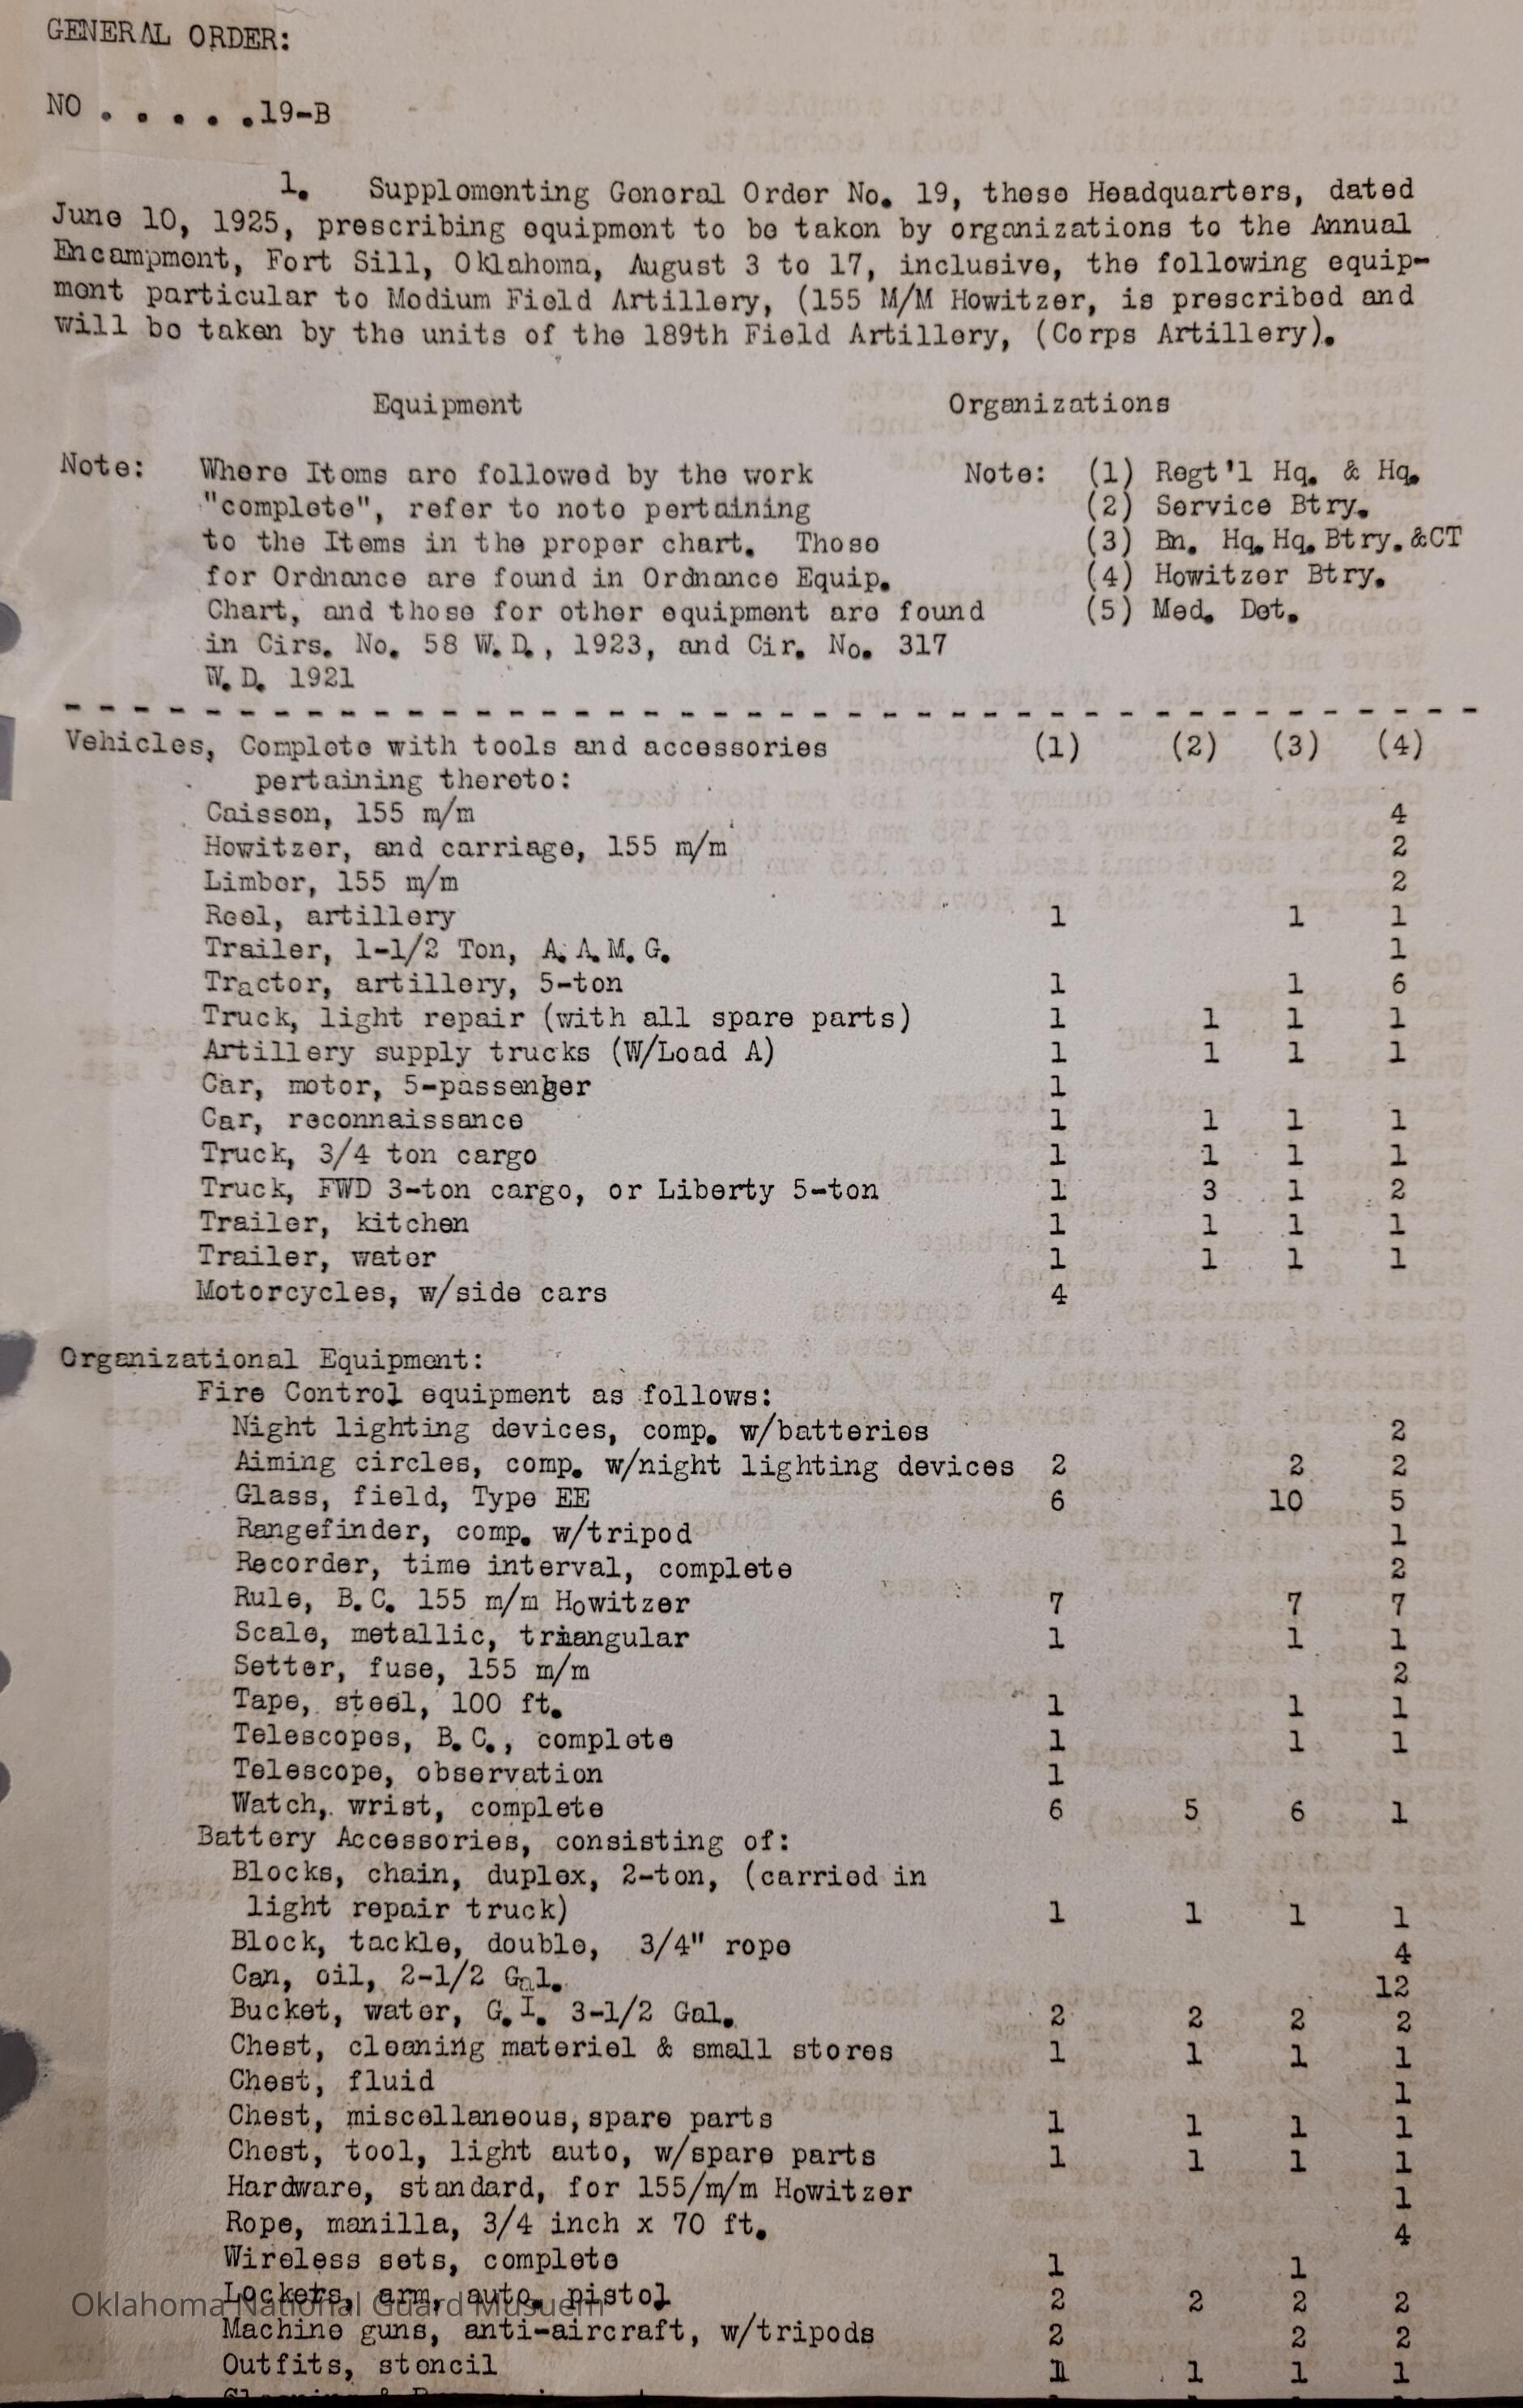 GENERAL ORDER:
NO . . . . . 19-B
1. Supplomonting Gonoral Order No. 19, these Headquarters, dated
June 10, 1925, prescribing equipment to be taken by organizations to the Annual
Encampment, Fort Sill, Oklahoma, August 3 to 17, inclusive, the following equip-
ment particular to Medium Field Artillery, (155 M/M Howitzer, is prescribed and
will be taken by the units of the 189th Field Artillery, (Corps Artillery).
Equipment Organizations
Note: Where Items are followed by the work Note: (1) Regt'l Hq. & Hq.
"complete", refer to note pertaining (2) Service Btry.
to the Items in the proper chart. Those (3) Bn. Hq. Hq. Btry. &CT
for Ordnance are found in Ordnance Equip. (4) Howitzer Btry.
Chart, and those for other equipment are found (5) Med. Det.
in Cirs. No. 58 W.D., 1923, and Cir. No. 317
W.D. 1921
- - - - - - - - - - - - - - - - - - - - - - - - - - - - - - - - - - - - - - - - - -
Vehicles, Complete with tools and accessories (1) (2) (3) (4)
pertaining thereto:
Caisson, 155 m/m 4
Howitzer, and carriage, 155 m/m 2
Limber, 155 m/m 2
Reel, artillery 1 1 1
Trailer, 1-1/2 Ton, A.A.M.G. 1
Tractor, artillery, 5-ton 1 1 6
Truck, light repair (with all spare parts) 1 1 1 1
Artillery supply trucks (W/Load A) 1 1 1 1
Car, motor, 5-passenger 1
Car, reconnaissance 1 1 1 1
Truck, 3/4 ton cargo 1 1 1 1
Truck, FWD 3-ton cargo, or Liberty 5-ton 1 3 1 2
Trailer, kitchen 1 1 1 1
Trailer, water 1 1 1 1
Motorcycles, w/side cars 4
Organizational Equipment:
Fire Control equipment as follows:
Night lighting devices, comp. w/batteries 2
Aiming circles, comp. w/night lighting devices 2 2 2
Glass, field, Type EE 6 10 5
Rangefinder, comp. w/tripod 1
Recorder, time interval, complete 2
Rule, B.C. 155 m/m Howitzer 7 7 7
Scale, metallic, triangular 1 1 1
Setter, fuse, 155 m/m 2
Tape, steel, 100 ft. 1 1 1
Telescopes, B.C., complete 1 1 1
Telescope, observation 1
Watch, wrist, complete 6 5 6 1
Battery Accessories, consisting of:
Blocks, chain, duplex, 2-ton, (carried in
light repair truck) 1 1 1 1
Block, tackle, double, 3/4" rope 4
Can, oil, 2-1/2 Gal. 12
Bucket, water, G.I. 3-1/2 Gal. 2 2 2 2
Chest, cleaning materiel & small stores 1 1 1 1
Chest, fluid 1
Chest, miscellaneous, spare parts 1 1 1 1
Chest, tool, light auto, w/spare parts 1 1 1 1
Hardware, standard, for 155/m/m Howitzer 1
Rope, manilla, 3/4 inch x 70 ft. 4
Wireless sets, complete 1 1
Lockers, arm, auto. pistol 2 2 2 2
Oklahoma National Guard Musuem
Machine guns, anti-aircraft, w/tripods 2 2 2
Outfits, stencil 1 1 1 1